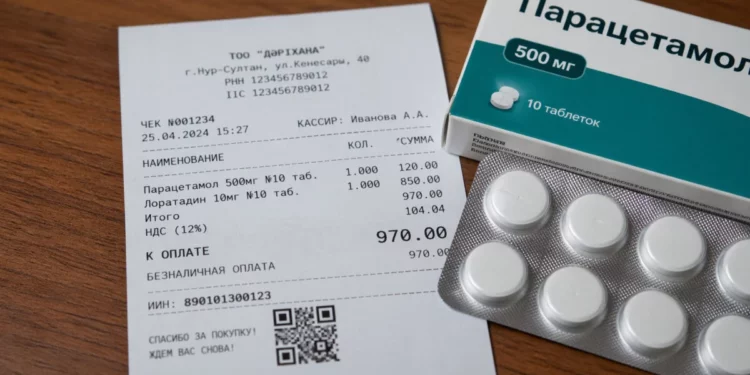 ТОО "ДӘРІХАНА"
г.Нур-Султан, ул.Кенесары, 40
РНН 123456789012
IIC 123456789012
ЧЕК №001234
25.04.2024 15:27 КАССИР: Иванова А.А.
НАИМЕНОВАНИЕ КОЛ. *СУММА
Парацетамол 500мг №10 таб. 1.000 120.00
Лоратадин 10мг №10 таб. 1.000 850.00
Итого 970.00
НДС (12%) 104.04
К ОПЛАТЕ 970.00
БЕЗНАЛИЧНАЯ ОПЛАТА 970.00
ИИН: 890101300123
СПАСИБО ЗА ПОКУПКУ!
ЖДЕМ ВАС СНОВА!
Парацетамол
500 мг
10 таблеток